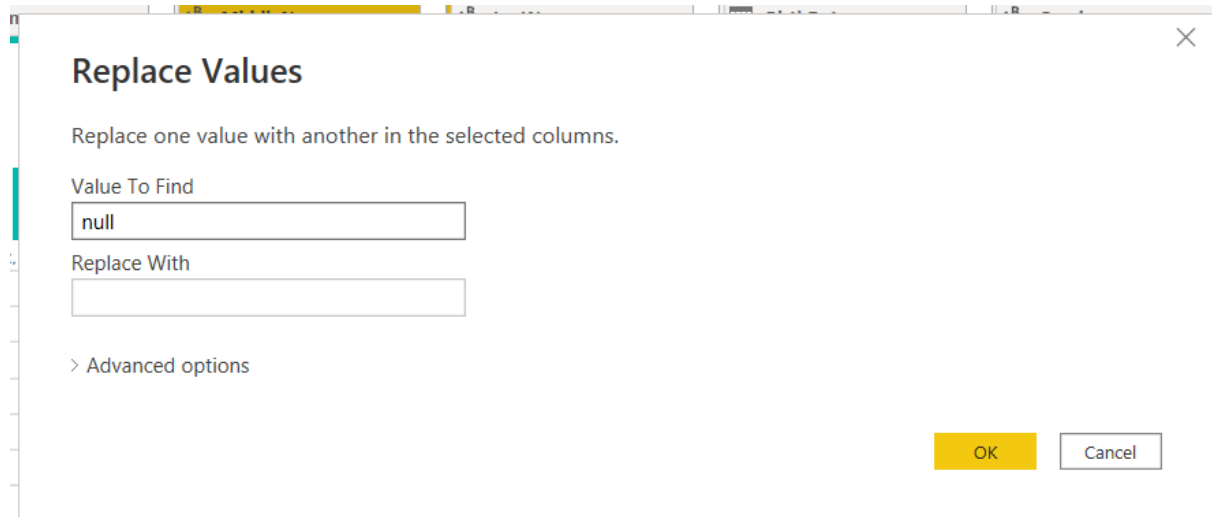 Replace Values
Replace one value with another in the selected columns.
Value To Find
null
Replace With
Advanced options
OK
Cancel